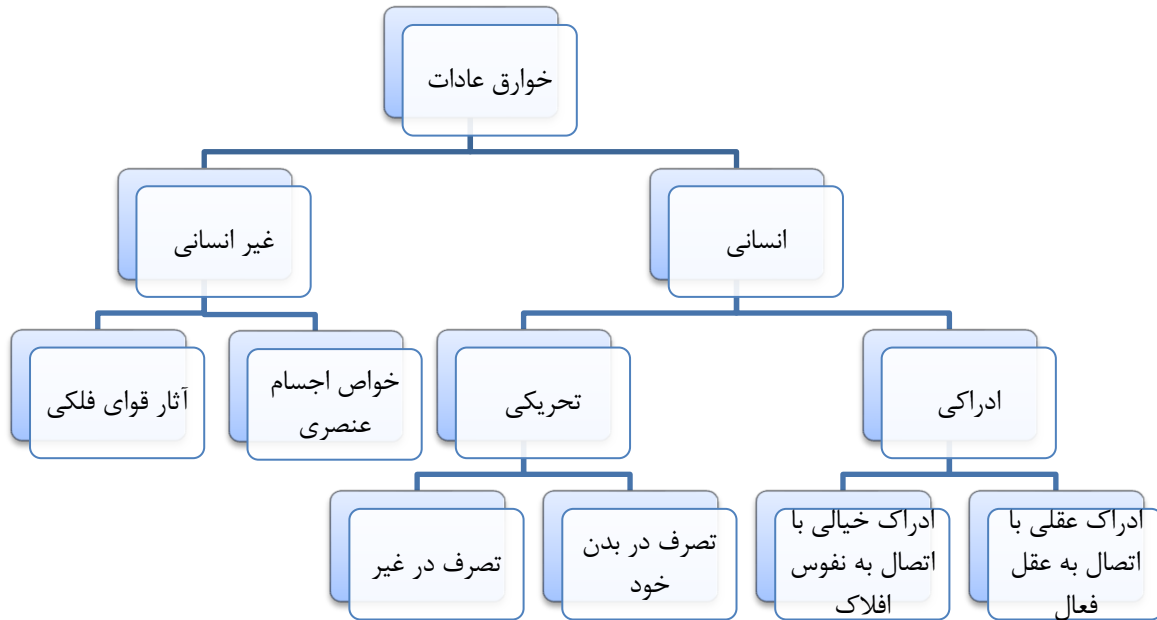 خوارق عادات
انسانی
غیر انسانی
ادراکی
تحریکی
خواص اجسام
عنصری
آثار قوای فلکی
ادراک عقلی با
اتصال به عقل
فعال
ادراک خیالی با
اتصال به نفوس
افلاک
تصرف در بدن
خود
تصرف در غیر